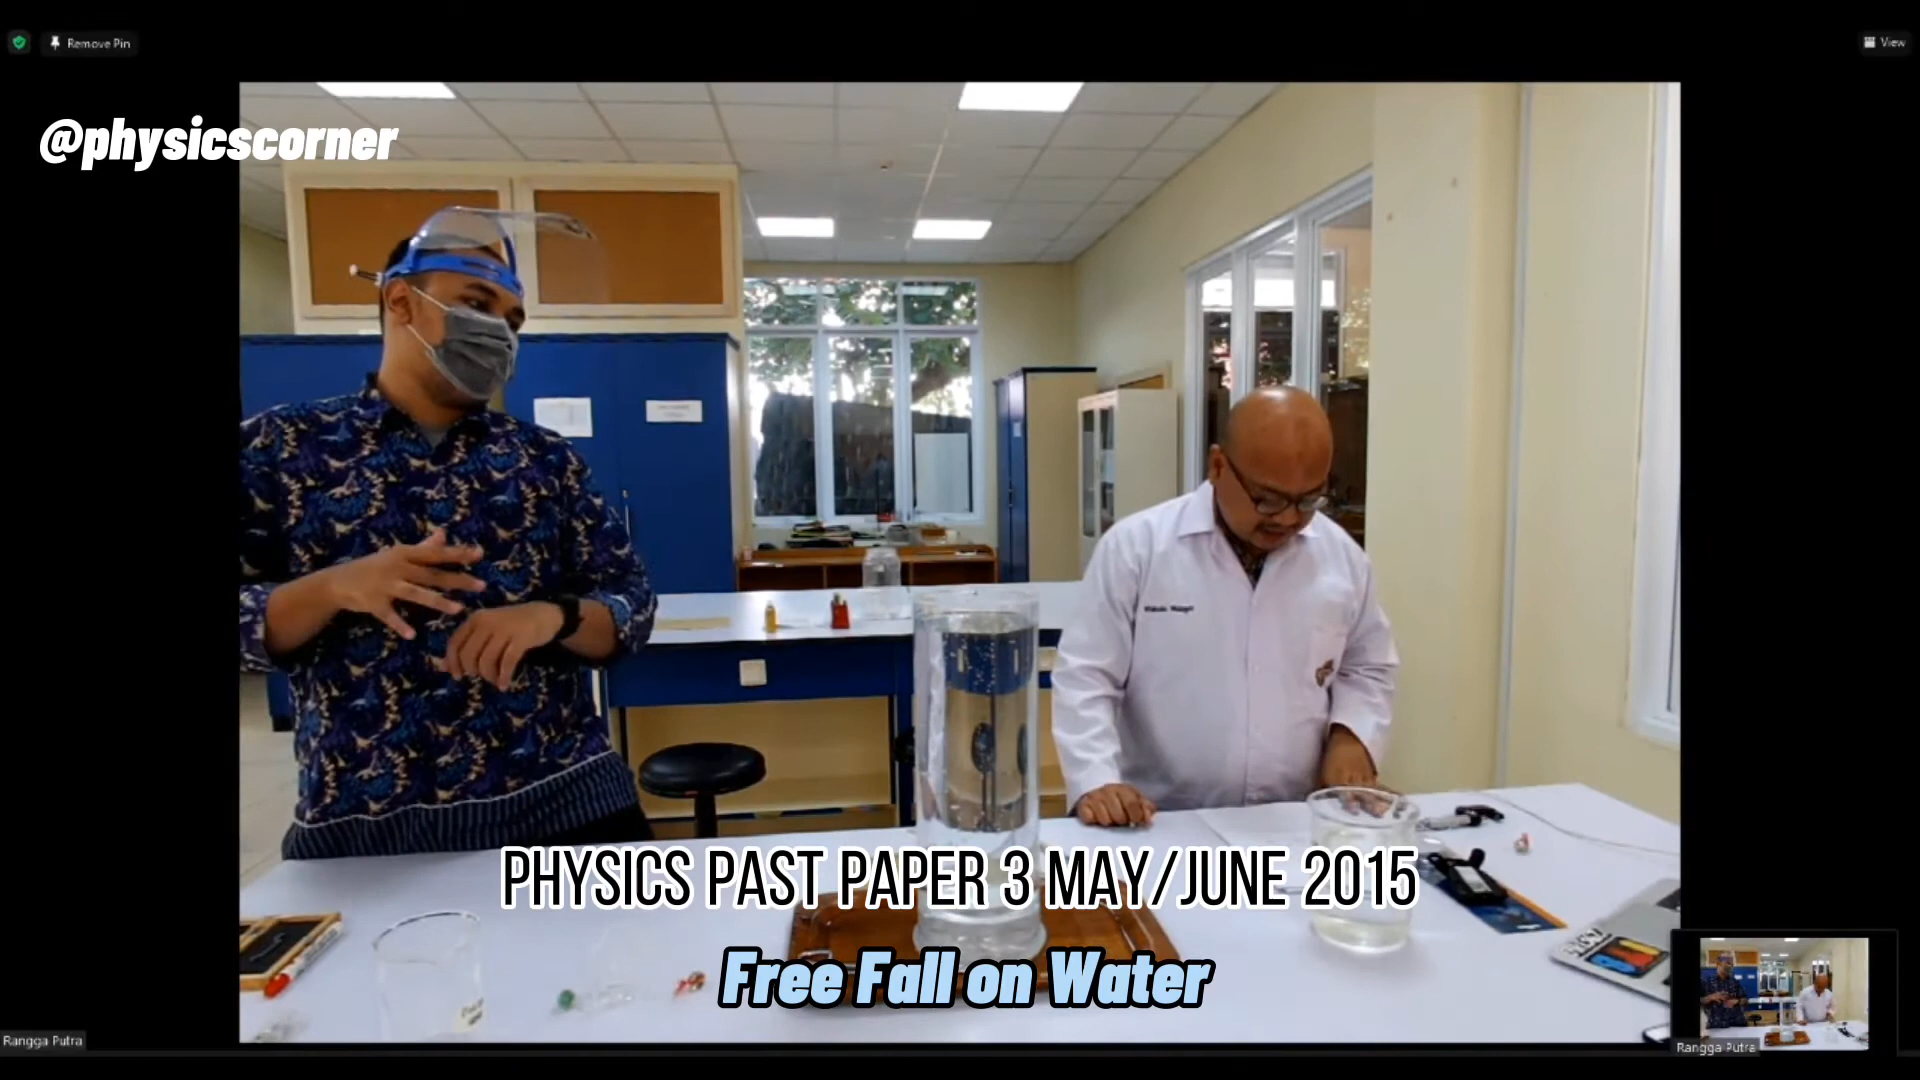 Remove Pin
View
@physicscorner
PHYSICS PAST PAPER 3 MAY/JUNE 2015
Free Fall on Water
Rangga Putra
Rangga Putra